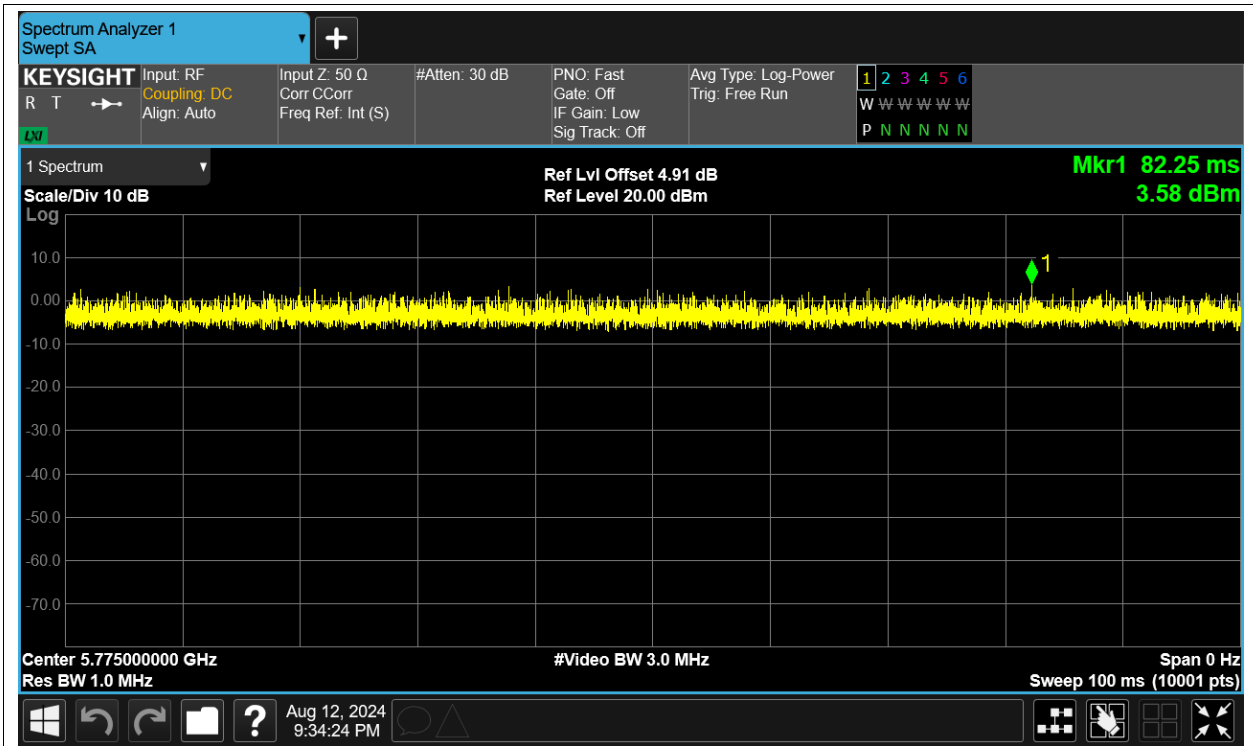 Spectrum Analyzer 1
Swept SA
+
KEYSIGHT
R T
LXI
Input: RF
Coupling: DC
Align: Auto
Input Z: 50 Ω
Corr CCorr
Freq Ref: Int (S)
#Atten: 30 dB
PNO: Fast
Gate: Off
IF Gain: Low
Sig Track: Off
Avg Type: Log-Power
Trig: Free Run
1 2 3 4 5 6
W W W W W W
P N N N N N
1 Spectrum
Scale/Div 10 dB
Ref Lvl Offset 4.91 dB
Ref Level 20.00 dBm
Mkr1 82.25 ms
3.58 dBm
Log
10.0
0.00
-10.0
-20.0
-30.0
-40.0
-50.0
-60.0
-70.0
1
Center 5.775000000 GHz
Res BW 1.0 MHz
#Video BW 3.0 MHz
Span 0 Hz
Sweep 100 ms (10001 pts)
?
Aug 12, 2024
9:34:24 PM